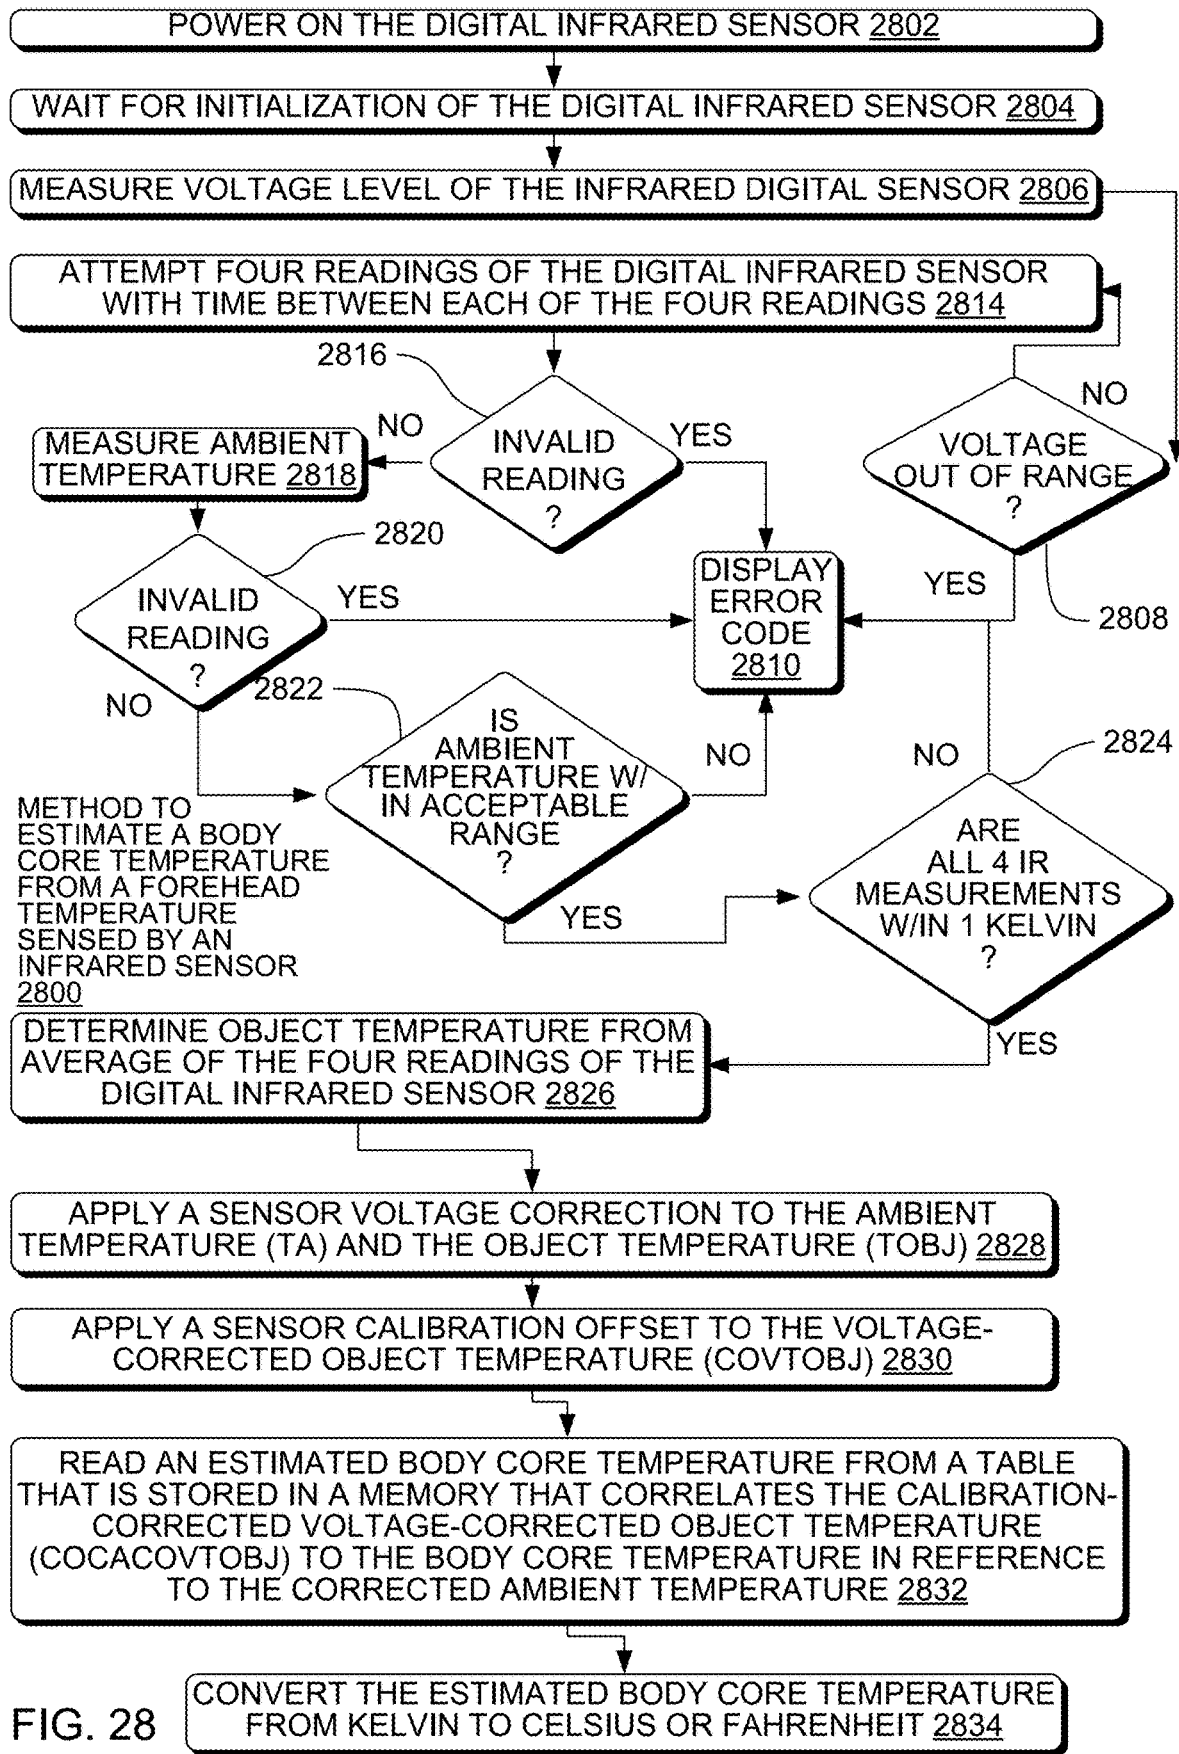 POWER ON THE DIGITAL INFRARED SENSOR 2802
WAIT FOR INITIALIZATION OF THE DIGITAL INFRARED SENSOR 2804
MEASURE VOLTAGE LEVEL OF THE INFRARED DIGITAL SENSOR 2806
ATTEMPT FOUR READINGS OF THE DIGITAL INFRARED SENSOR
WITH TIME BETWEEN EACH OF THE FOUR READINGS 2814
2816
INVALID
READING
?
NO
YES
NO
VOLTAGE
OUT OF RANGE
?
YES
2808
MEASURE AMBIENT
TEMPERATURE 2818
2820
INVALID
READING
?
YES
NO
DISPLAY
ERROR
CODE
2810
2822
IS
AMBIENT
TEMPERATURE W/
IN ACCEPTABLE
RANGE
?
NO
YES
NO
2824
ARE
ALL 4 IR
MEASUREMENTS
W/IN 1 KELVIN
?
YES
METHOD TO
ESTIMATE A BODY
CORE TEMPERATURE
FROM A FOREHEAD
TEMPERATURE
SENSED BY AN
INFRARED SENSOR
2800
DETERMINE OBJECT TEMPERATURE FROM
AVERAGE OF THE FOUR READINGS OF THE
DIGITAL INFRARED SENSOR 2826
APPLY A SENSOR VOLTAGE CORRECTION TO THE AMBIENT
TEMPERATURE (TA) AND THE OBJECT TEMPERATURE (TOBJ) 2828
APPLY A SENSOR CALIBRATION OFFSET TO THE VOLTAGE-
CORRECTED OBJECT TEMPERATURE (COVTOBJ) 2830
READ AN ESTIMATED BODY CORE TEMPERATURE FROM A TABLE
THAT IS STORED IN A MEMORY THAT CORRELATES THE CALIBRATION-
CORRECTED VOLTAGE-CORRECTED OBJECT TEMPERATURE
(COCACOVTOBJ) TO THE BODY CORE TEMPERATURE IN REFERENCE
TO THE CORRECTED AMBIENT TEMPERATURE 2832
CONVERT THE ESTIMATED BODY CORE TEMPERATURE
FROM KELVIN TO CELSIUS OR FAHRENHEIT 2834
FIG. 28